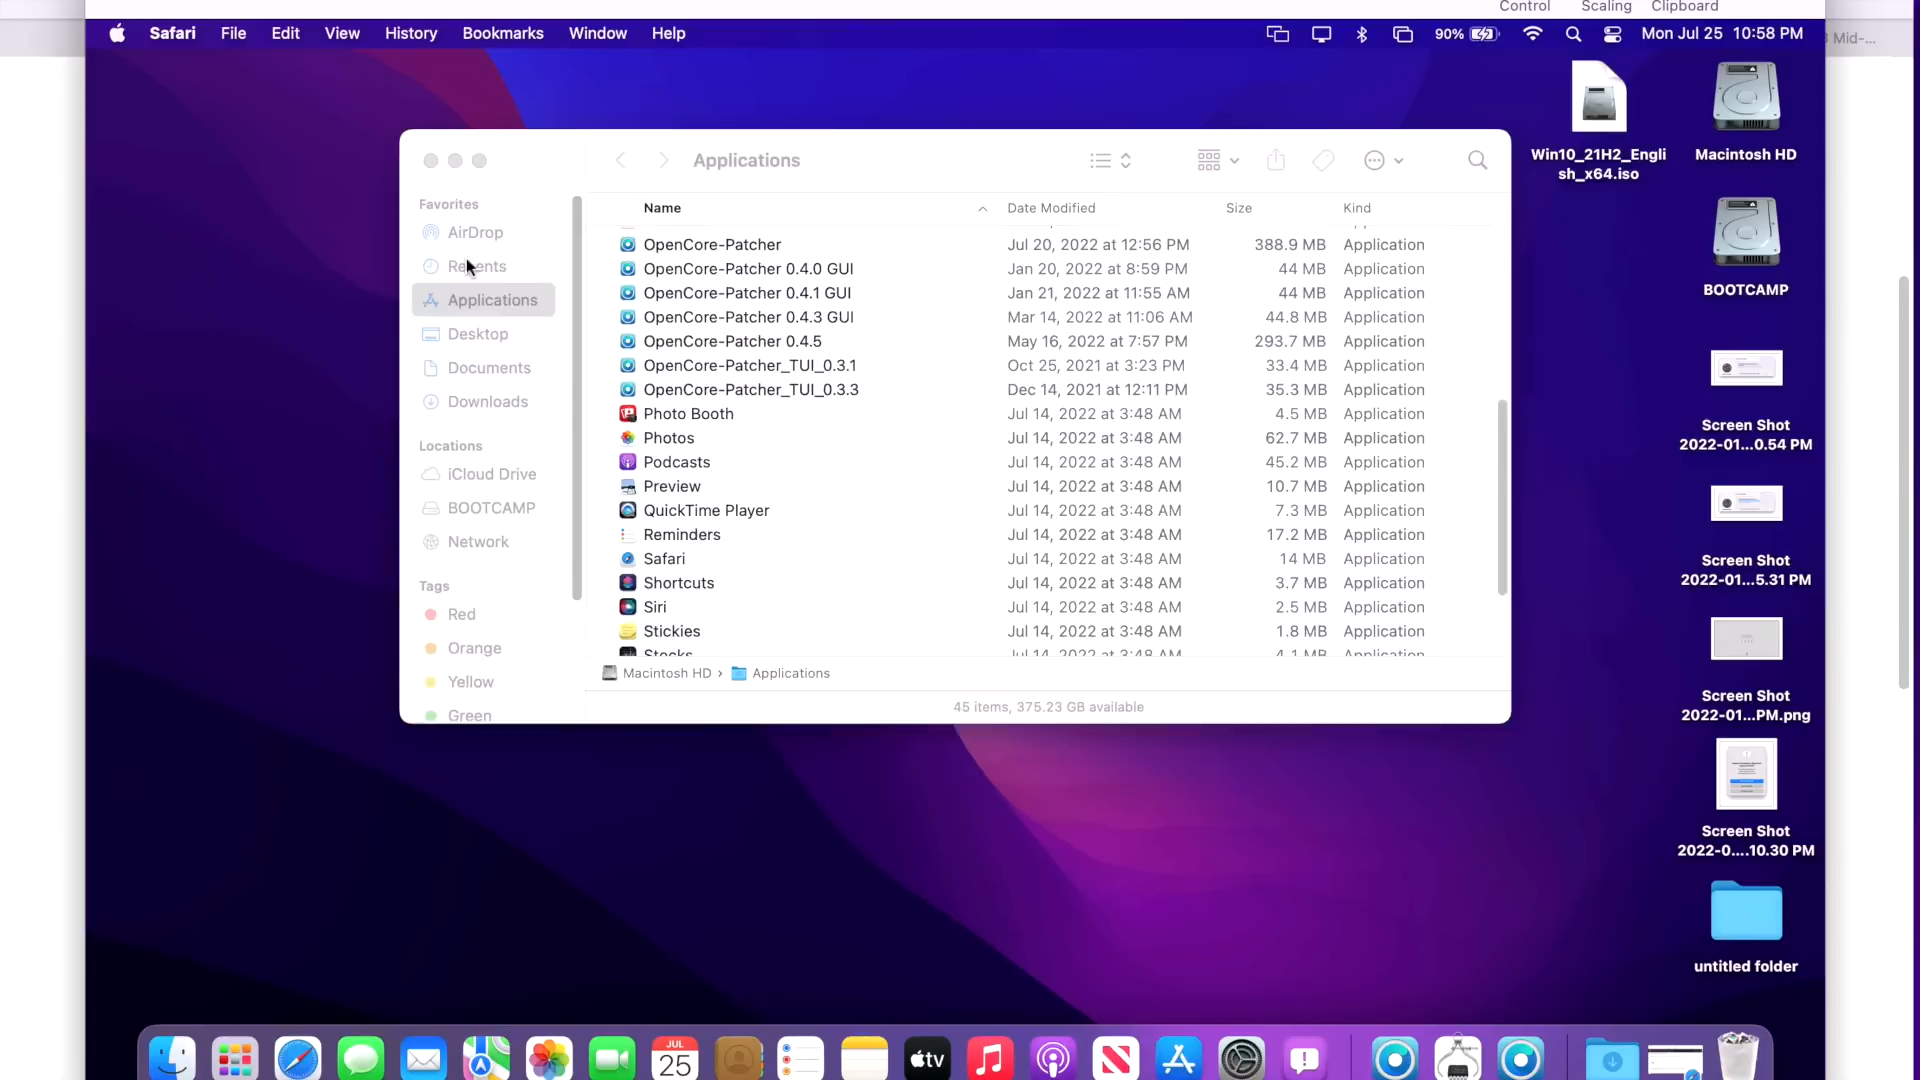 Control Scaling Clipboard
Safari File Edit View History Bookmarks Window Help 90% Mon Jul 25 10:58 PM
Mid-...
Applications
Favorites
AirDrop
Recents
Applications
Desktop
Documents
Downloads
Locations
iCloud Drive
BOOTCAMP
Network
Tags
Red
Orange
Yellow
Green
Name Date Modified Size Kind
OpenCore-Patcher Jul 20, 2022 at 12:56 PM 388.9 MB Application
OpenCore-Patcher 0.4.0 GUI Jan 20, 2022 at 8:59 PM 44 MB Application
OpenCore-Patcher 0.4.1 GUI Jan 21, 2022 at 11:55 AM 44 MB Application
OpenCore-Patcher 0.4.3 GUI Mar 14, 2022 at 11:06 AM 44.8 MB Application
OpenCore-Patcher 0.4.5 May 16, 2022 at 7:57 PM 293.7 MB Application
OpenCore-Patcher_TUI_0.3.1 Oct 25, 2021 at 3:23 PM 33.4 MB Application
OpenCore-Patcher_TUI_0.3.3 Dec 14, 2021 at 12:11 PM 35.3 MB Application
Photo Booth Jul 14, 2022 at 3:48 AM 4.5 MB Application
Photos Jul 14, 2022 at 3:48 AM 62.7 MB Application
Podcasts Jul 14, 2022 at 3:48 AM 45.2 MB Application
Preview Jul 14, 2022 at 3:48 AM 10.7 MB Application
QuickTime Player Jul 14, 2022 at 3:48 AM 7.3 MB Application
Reminders Jul 14, 2022 at 3:48 AM 17.2 MB Application
Safari Jul 14, 2022 at 3:48 AM 14 MB Application
Shortcuts Jul 14, 2022 at 3:48 AM 3.7 MB Application
Siri Jul 14, 2022 at 3:48 AM 2.5 MB Application
Stickies Jul 14, 2022 at 3:48 AM 1.8 MB Application
Stocks Jul 14, 2022 at 3:48 AM 4.1 MB Application
Macintosh HD › Applications
45 items, 375.23 GB available
Win10_21H2_Engli
sh_x64.iso
Macintosh HD
BOOTCAMP
Screen Shot
2022-01...0.54 PM
Screen Shot
2022-01...5.31 PM
Screen Shot
2022-01...PM.png
Screen Shot
2022-0....10.30 PM
untitled folder
JUL
25
tv